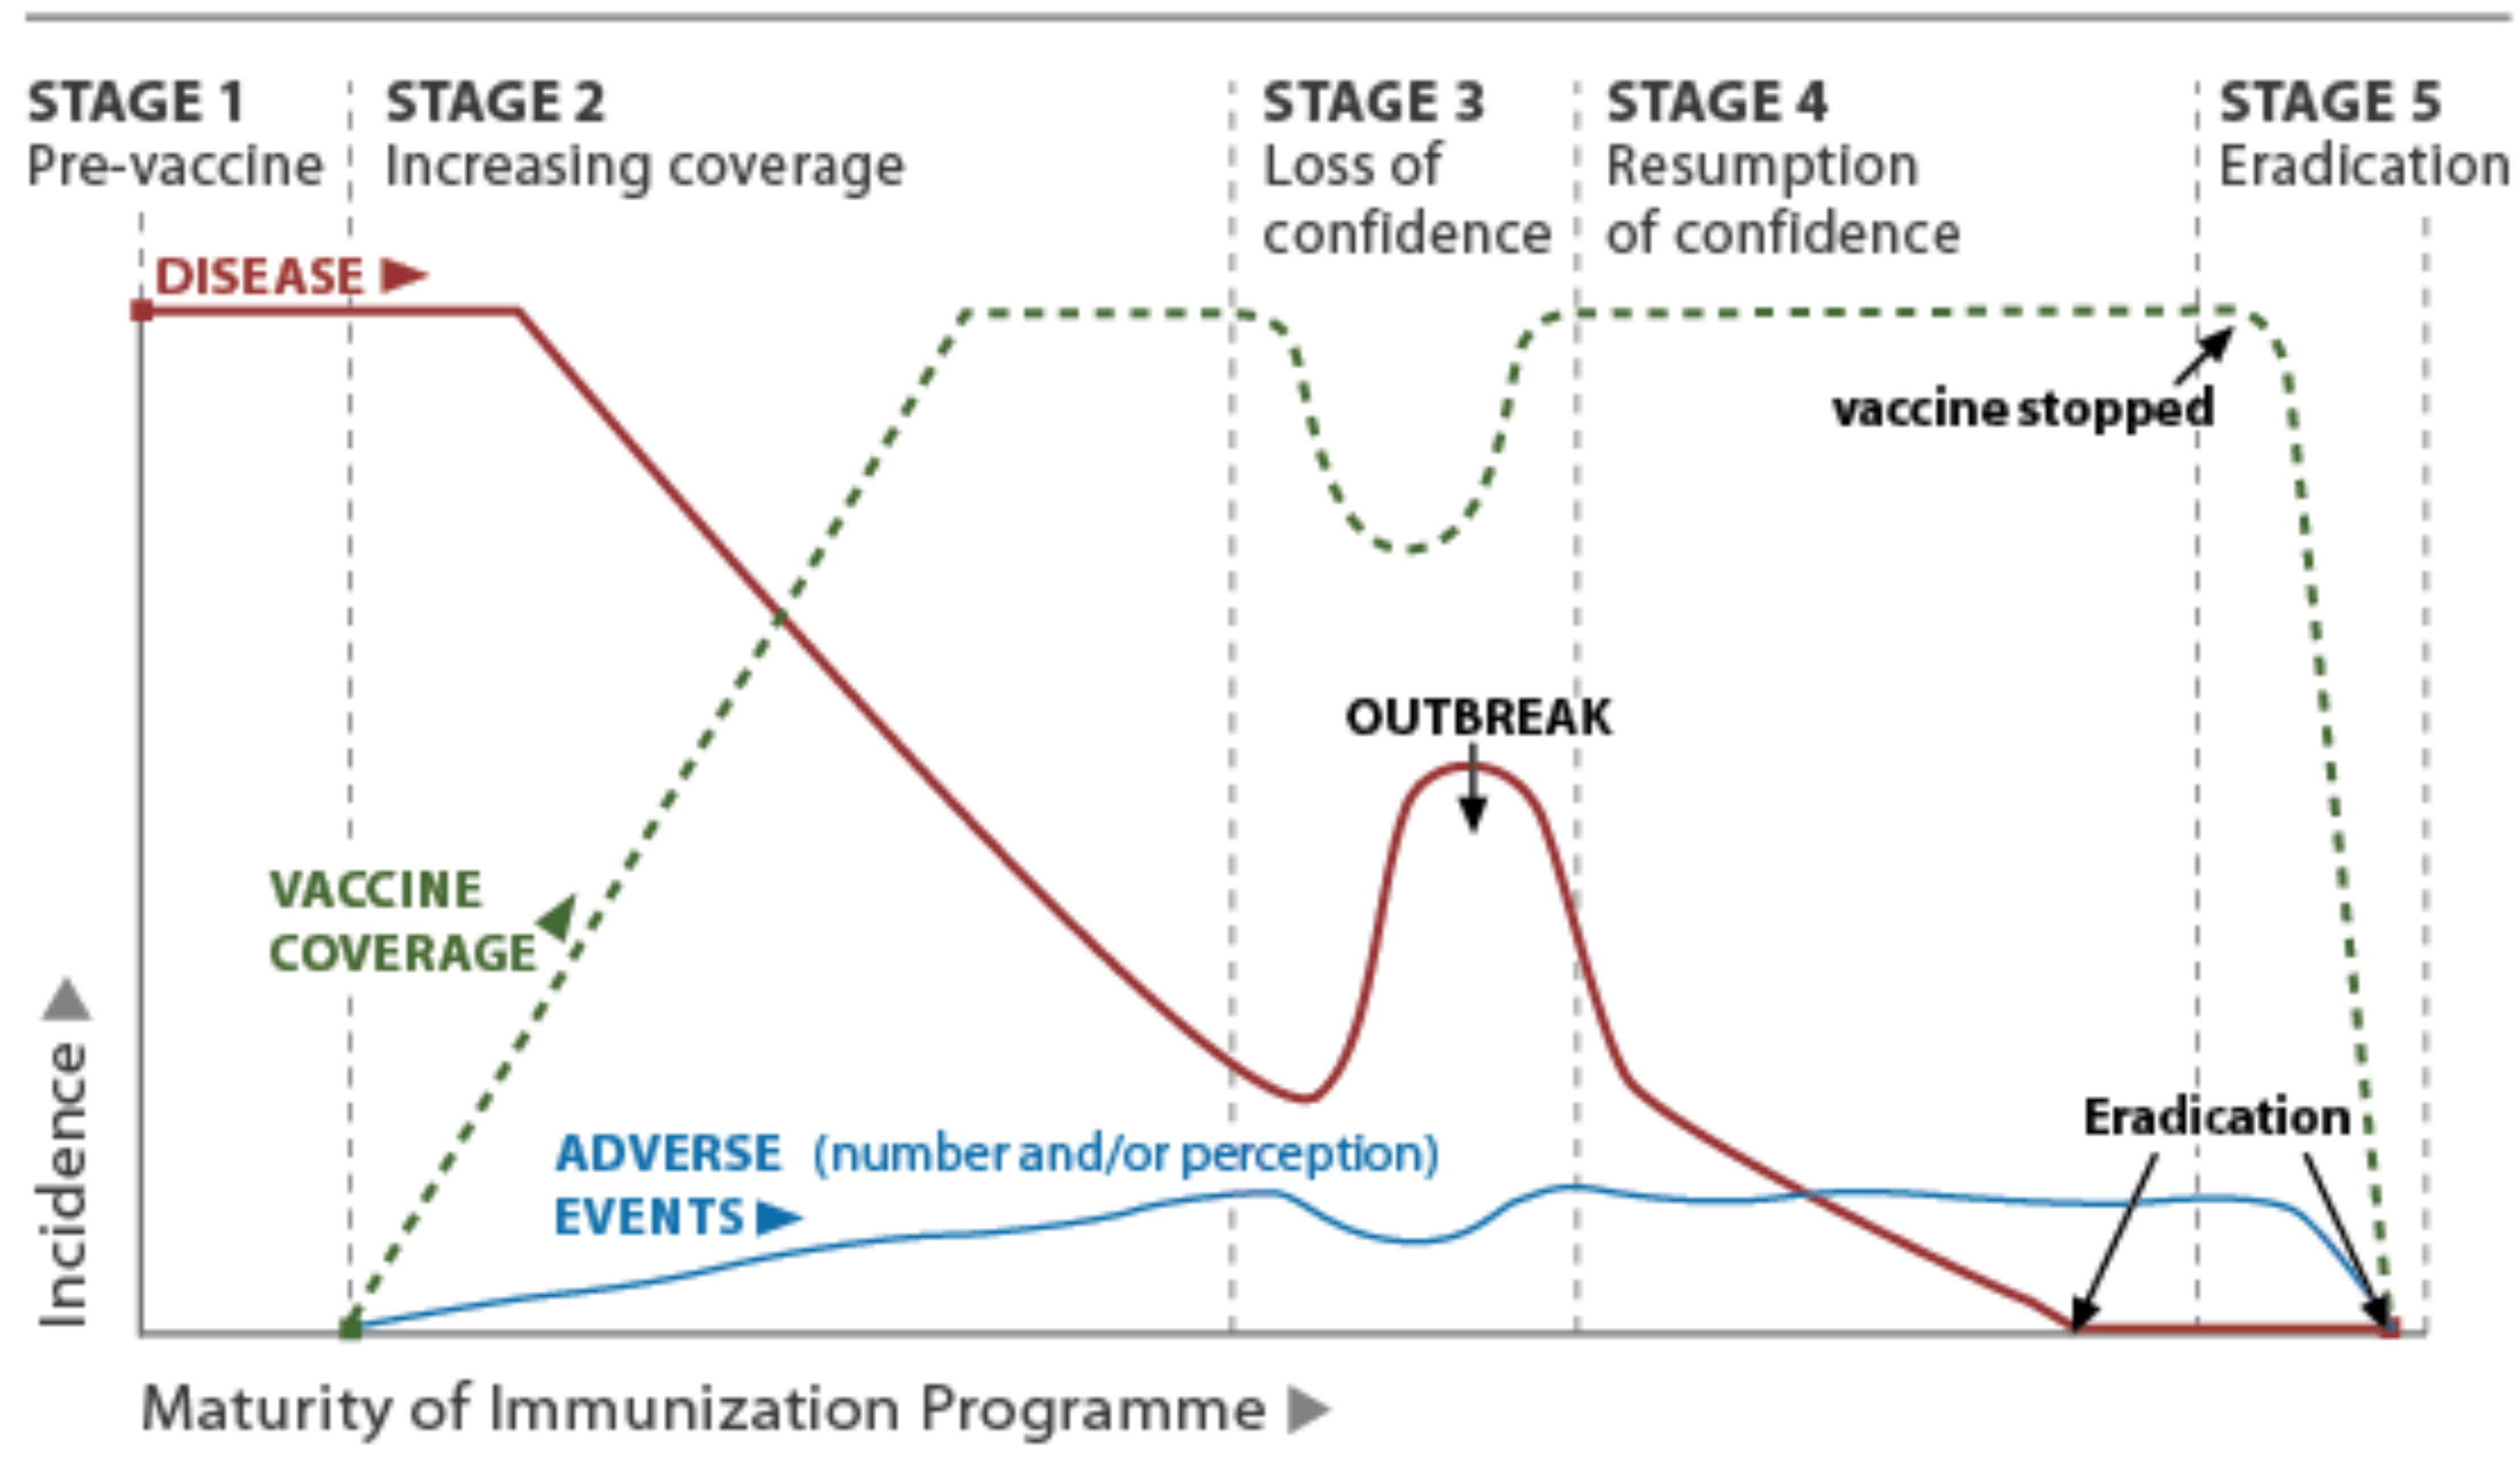 STAGE 1
Pre-vaccine
STAGE 2
Increasing coverage
STAGE 3
Loss of
confidence
STAGE 4
Resumption
of confidence
STAGE 5
Eradication
DISEASE
vaccine stopped
OUTBREAK
VACCINE
COVERAGE
Eradication
ADVERSE (number and/or perception)
EVENTS
Incidence
Maturity of Immunization Programme